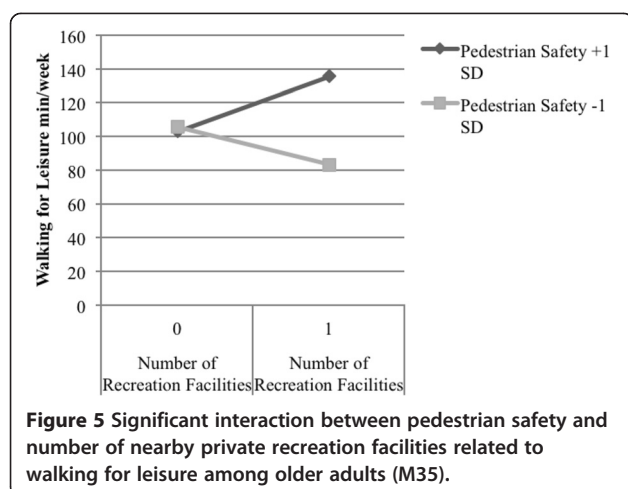 160
140
120
100
80
60
40
20
0
Walking for Leisure min/week
0
1
Number of
Recreation Facilities
Number of
Recreation Facilities
Pedestrian Safety +1
SD
Pedestrian Safety -1
SD
Figure 5 Significant interaction between pedestrian safety and
number of nearby private recreation facilities related to
walking for leisure among older adults (M35).